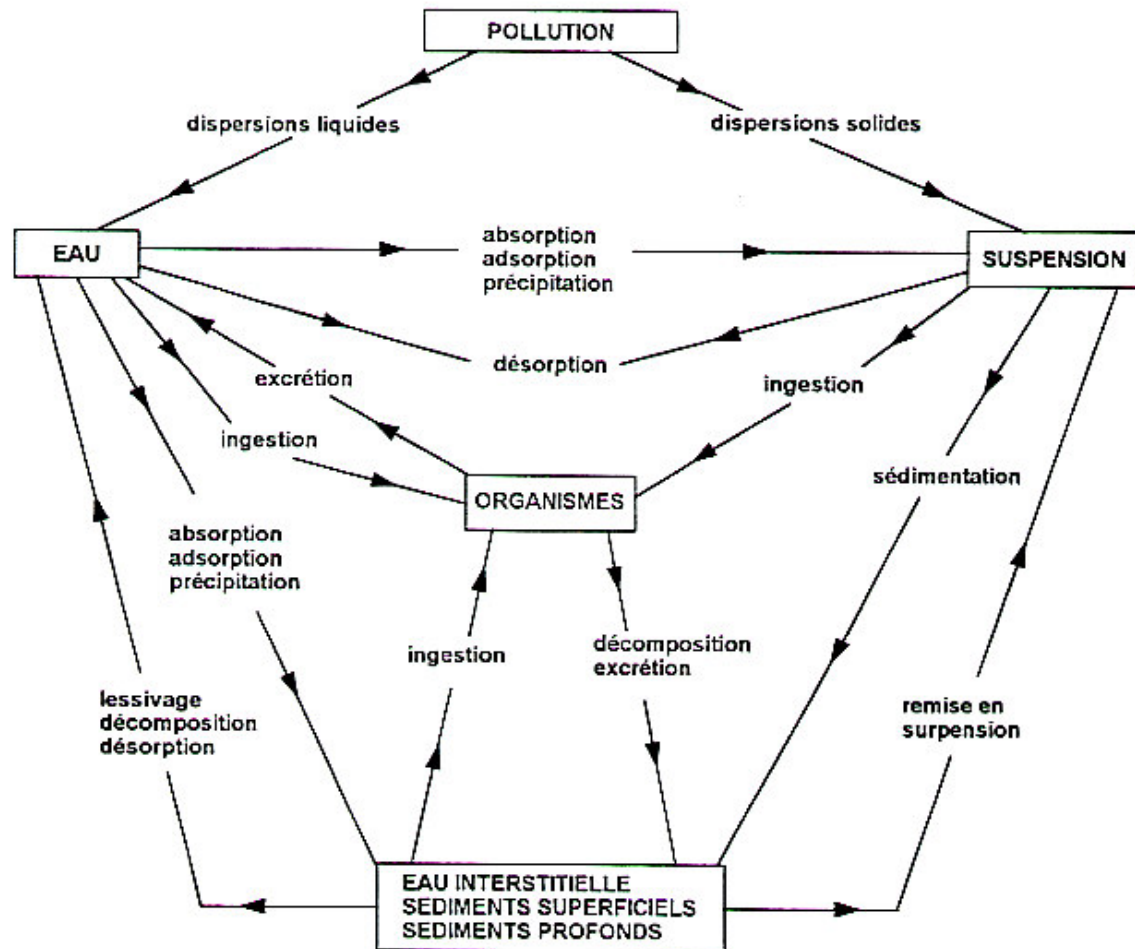 POLLUTION
dispersions liquides
dispersions solides
EAU
absorption
adsorption
précipitation
SUSPENSION
désorption
excrétion
ingestion
ingestion
ORGANISMES
sédimentation
absorption
adsorption
précipitation
ingestion
décomposition
excrétion
lessivage
décomposition
désorption
remise en
surpension
EAU INTERSTITIELLE
SEDIMENTS SUPERFICIELS
SEDIMENTS PROFONDS